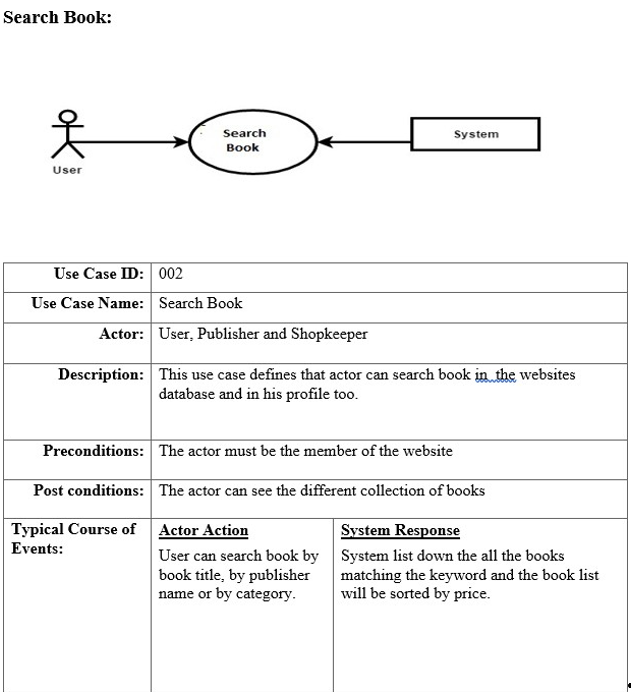 Search Book:
Search
Book
System
User
Use Case ID: 002
Use Case Name: Search Book
Actor: User, Publisher and Shopkeeper
Description: This use case defines that actor can search book in the websites
database and in his profile too.
Preconditions: The actor must be the member of the website
Post conditions: The actor can see the different collection of books
Typical Course of
Events:
Actor Action
User can search book by
book title, by publisher
name or by category.
System Response
System list down the all the books
matching the keyword and the book list
will be sorted by price.